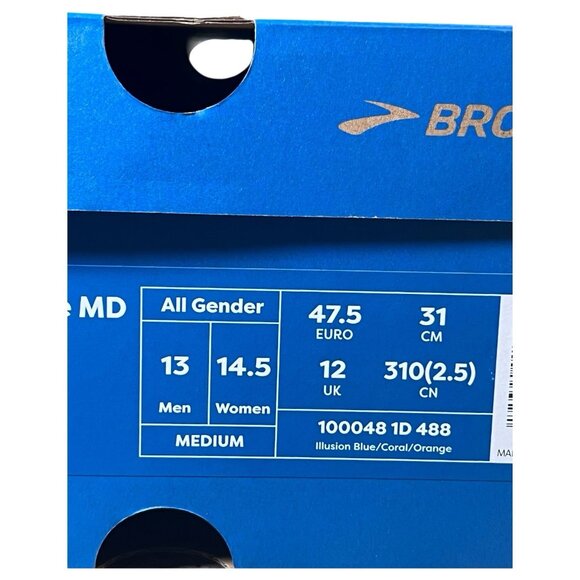 BRO
e MD
All Gender
13 14.5
Men Women
MEDIUM
47.5 31
EURO CM
12 310(2.5)
UK CN
100048 1D 488
Illusion Blue/Coral/Orange